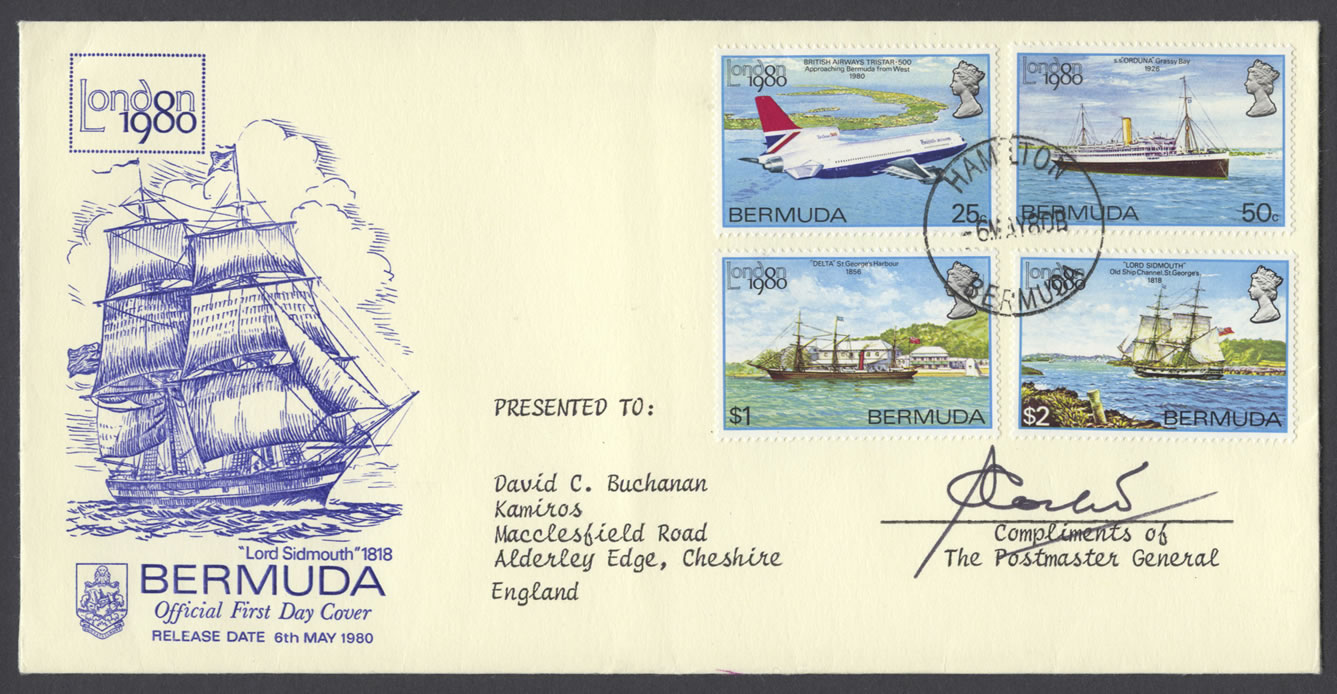 London
1980
"Lord Sidmouth" 1818
BERMUDA
Official First Day Cover
RELEASE DATE 6th MAY 1980
London
1980
BRITISH AIRWAYS TRISTAR-500
Approaching Bermuda from West
1980
BERMUDA
25c
London
1980
s.s."ORDUNA" Grassy Bay
1926
BERMUDA
50c
London
1980
"DELTA" St.George's Harbour
1856
$1
BERMUDA
London
1980
"LORD SIDMOUTH"
Old Ship Channel, St.George's
1818
$2
BERMUDA
HAMILTON
-6MAY80B
BERMUDA
PRESENTED TO:
David C. Buchanan
Kamiros
Macclesfield Road
Alderley Edge, Cheshire
England
Compliments of
The Postmaster General